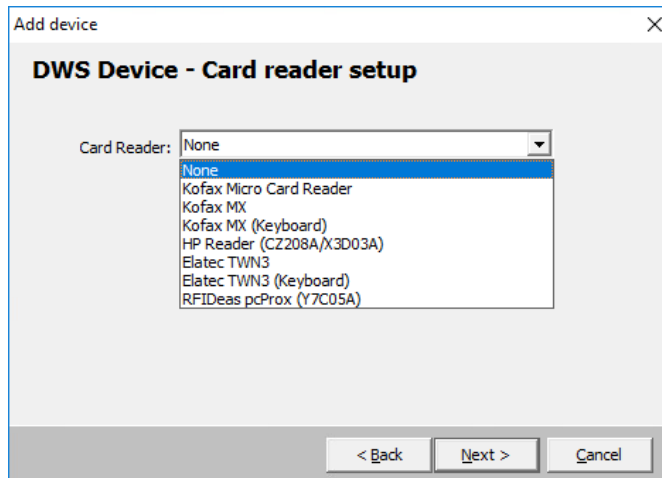 Add device
DWS Device - Card reader setup
Card Reader: None
None
Kofax Micro Card Reader
Kofax MX
Kofax MX (Keyboard)
HP Reader (CZ208A/X3D03A)
Elatec TWN3
Elatec TWN3 (Keyboard)
RFIDeas pcProx (Y7C05A)
< Back Next > Cancel